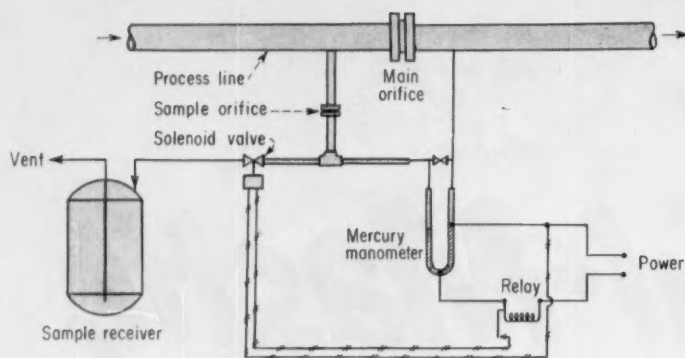 Process line
Main
orifice
Sample orifice
Solenoid valve
Vent
Mercury
manometer
Relay
Power
Sample receiver